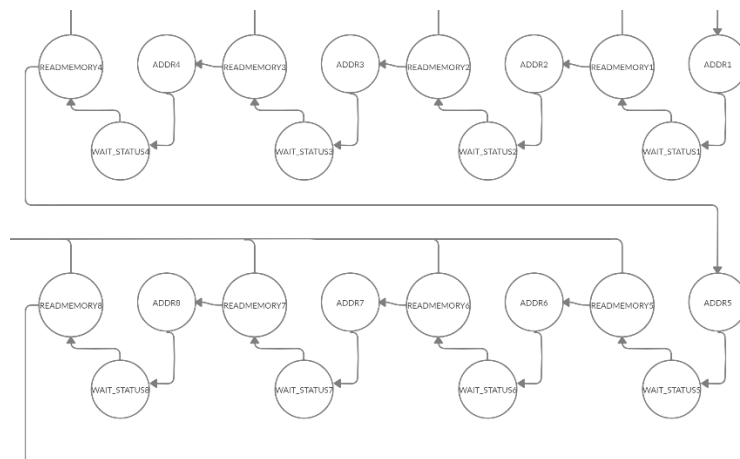 READMEMORY4
ADDR4
READMEMORY3
ADDR3
READMEMORY2
ADDR2
READMEMORY1
ADDR1
WAIT_STATUS4
WAIT_STATUS3
WAIT_STATUS2
WAIT_STATUS1
READMEMORY8
ADDR8
READMEMORY7
ADDR7
READMEMORY6
ADDR6
READMEMORY5
ADDR5
WAIT_STATUS8
WAIT_STATUS7
WAIT_STATUS6
WAIT_STATUS5